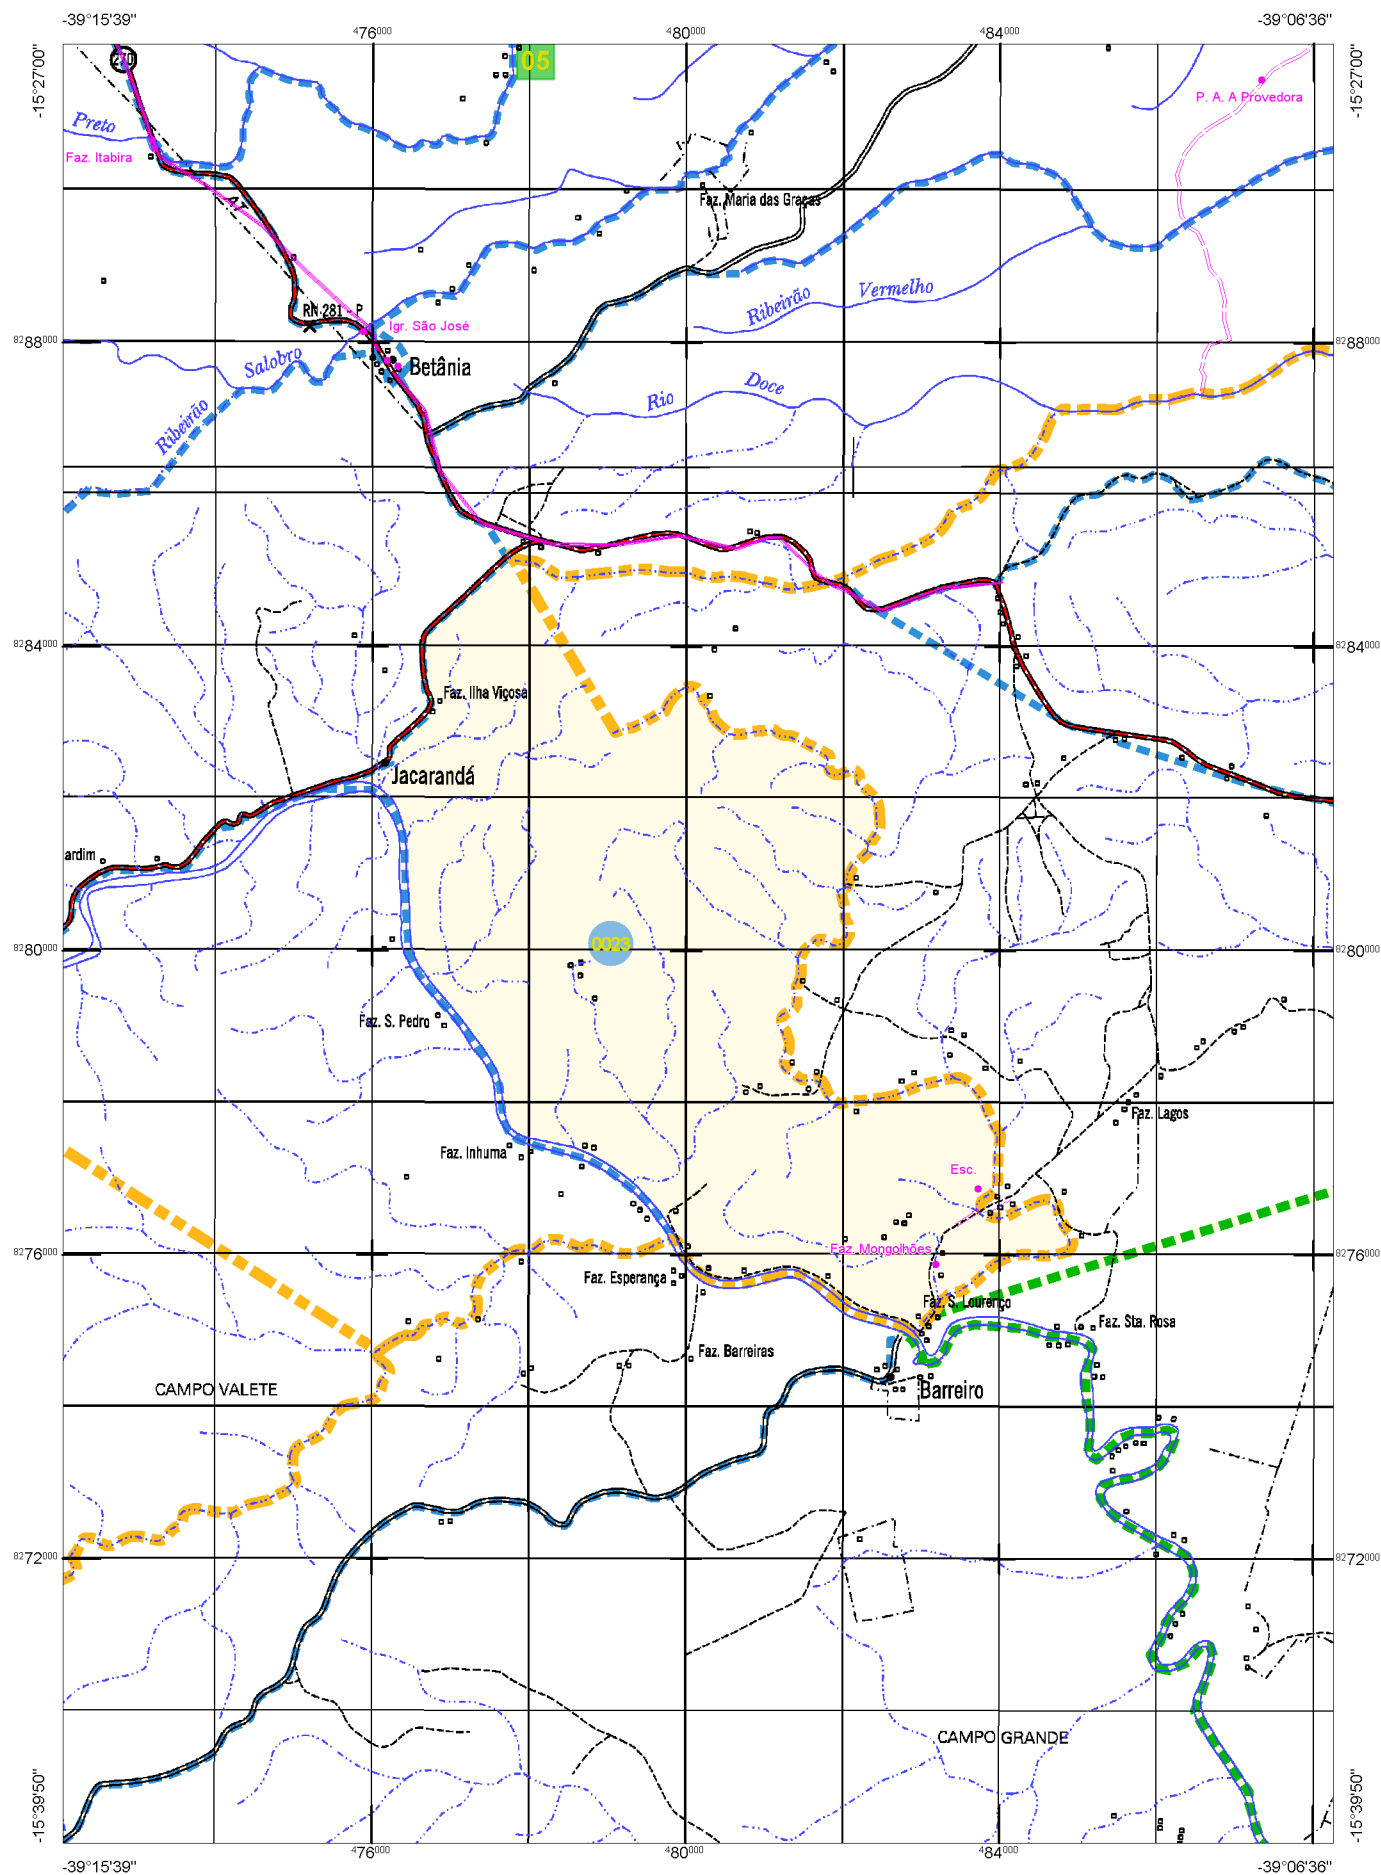 -39°15'39"
-39°06'36"
476000
480000
484000
-15°27'00"
-15°27'00"
05
P. A. A Provedora
Preto
Faz. Itabira
Faz. Maria das Graças
AT
Ribeirão Vermelho
RN 281 - P
Igr. São José
8288000
8288000
Ribeirão Salobro
Betânia
Rio Doce
8284000
8284000
Faz. Ilha Viçosa
Jacarandá
ardim
0023
8280000
8280000
Faz. S. Pedro
Faz. Lagos
Faz. Inhuma
Esc.
8276000
8276000
Faz. Mongolhões
Faz. Esperança
Faz. S. Lourenço
Faz. Sta. Rosa
Faz. Barreiras
CAMPO VALETE
Barreiro
8272000
8272000
CAMPO GRANDE
-15°39'50"
-15°39'50"
476000
480000
484000
-39°15'39"
-39°06'36"